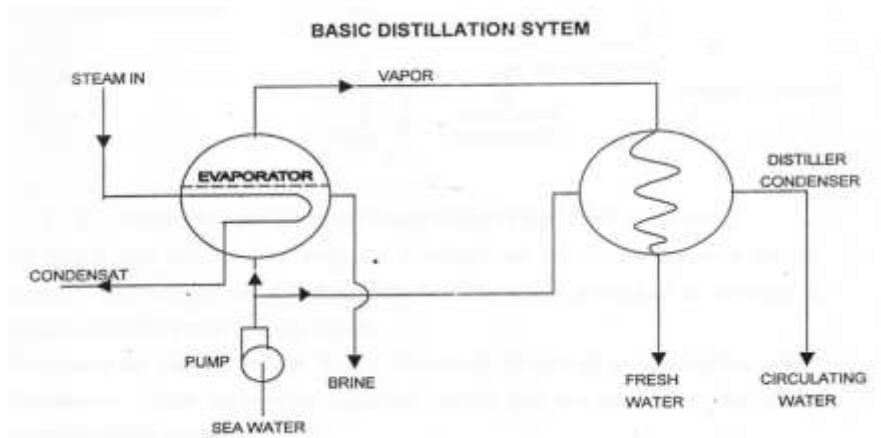 BASIC DISTILLATION SYTEM
STEAM IN
VAPOR
EVAPORATOR
DISTILLER
CONDENSER
CONDENSAT
PUMP
BRINE
FRESH
WATER
CIRCULATING
WATER
SEA WATER